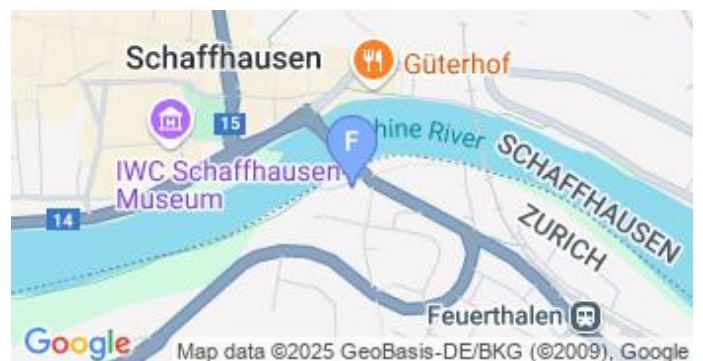 Schaffhausen
Güterhof
15
F
hine River
IWC Schaffhausen
Museum
SCHAFFHAUSEN
ZURICH
14
Feuerthalen
Google
Map data ©2025 GeoBasis-DE/BKG (©2009), Google